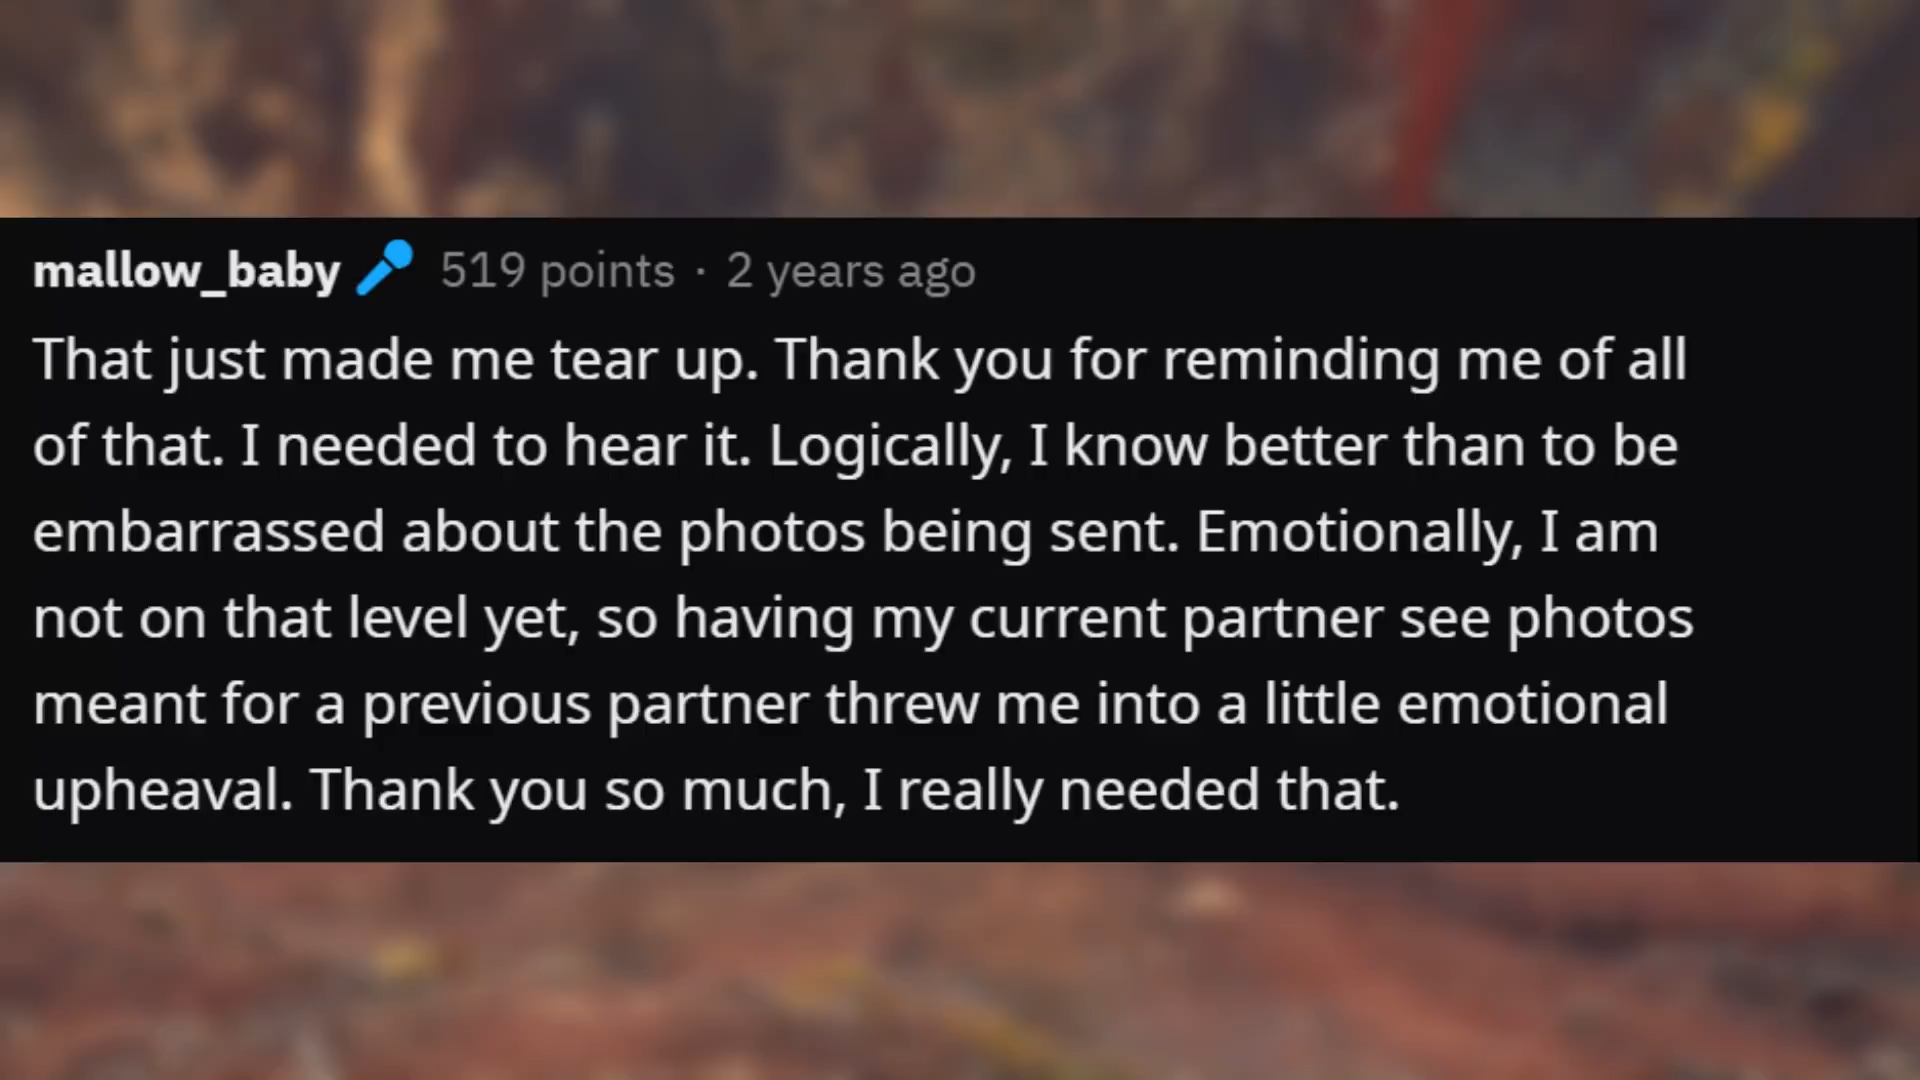 mallow_baby 519 points · 2 years ago
That just made me tear up. Thank you for reminding me of all
of that. I needed to hear it. Logically, I know better than to be
embarrassed about the photos being sent. Emotionally, I am
not on that level yet, so having my current partner see photos
meant for a previous partner threw me into a little emotional
upheaval. Thank you so much, I really needed that.